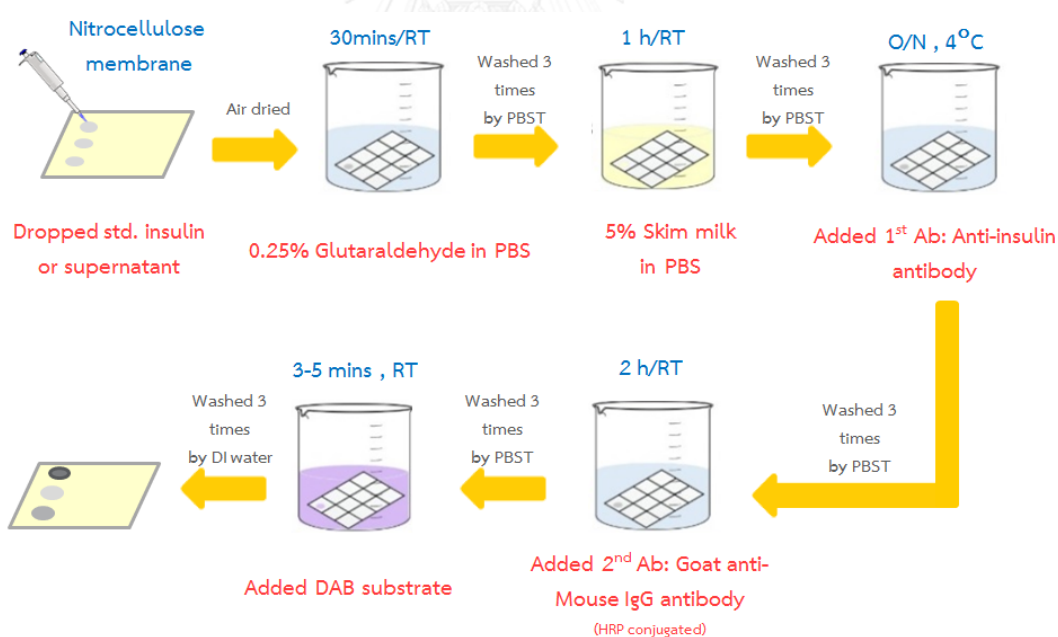 Nitrocellulose
membrane
Air dried
30mins/RT
Washed 3
times
by PBST
1 h/RT
Washed 3
times
by PBST
O/N , 4°C
Dropped std. insulin
or supernatant
0.25% Glutaraldehyde in PBS
5% Skim milk
in PBS
Added 1st Ab: Anti-insulin
antibody
Washed 3
times
by PBST
2 h/RT
Added 2nd Ab: Goat anti-
Mouse IgG antibody
(HRP conjugated)
Washed 3
times
by PBST
3-5 mins , RT
Added DAB substrate
Washed 3
times
by DI water